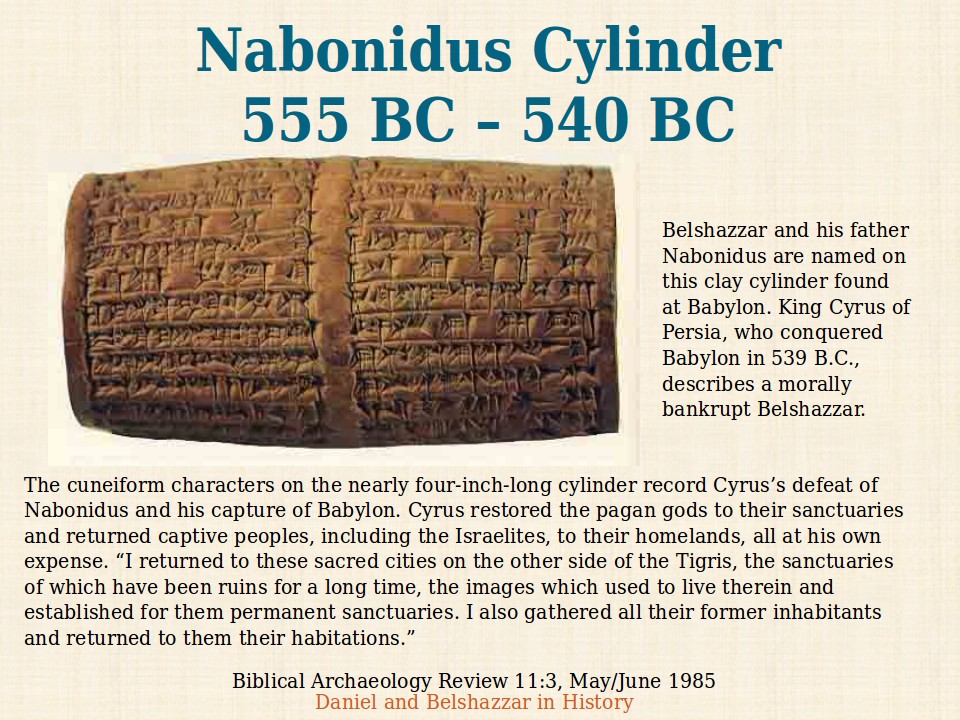 Nabonidus Cylinder
555 BC – 540 BC
Belshazzar and his father
Nabonidus are named on
this clay cylinder found
at Babylon. King Cyrus of
Persia, who conquered
Babylon in 539 B.C.,
describes a morally
bankrupt Belshazzar.
The cuneiform characters on the nearly four-inch-long cylinder record Cyrus’s defeat of
Nabonidus and his capture of Babylon. Cyrus restored the pagan gods to their sanctuaries
and returned captive peoples, including the Israelites, to their homelands, all at his own
expense. “I returned to these sacred cities on the other side of the Tigris, the sanctuaries
of which have been ruins for a long time, the images which used to live therein and
established for them permanent sanctuaries. I also gathered all their former inhabitants
and returned to them their habitations.”
Biblical Archaeology Review 11:3, May/June 1985
Daniel and Belshazzar in History